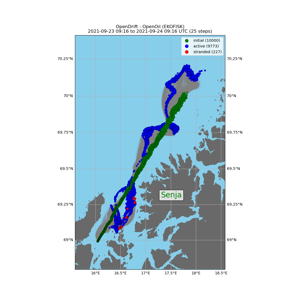 OpenDrift - OpenOil (EKOFISK)
2021-09-23 09:16 to 2021-09-24 09:16 UTC (25 steps)
initial (10000)
active (9773)
stranded (227)
70.25°N
70.25°N
70°N
70°N
69.75°N
69.75°N
69.5°N
69.5°N
Senja
69.25°N
69.25°N
69°N
69°N
16°E
16.5°E
17°E
17.5°E
18°E
18.5°E